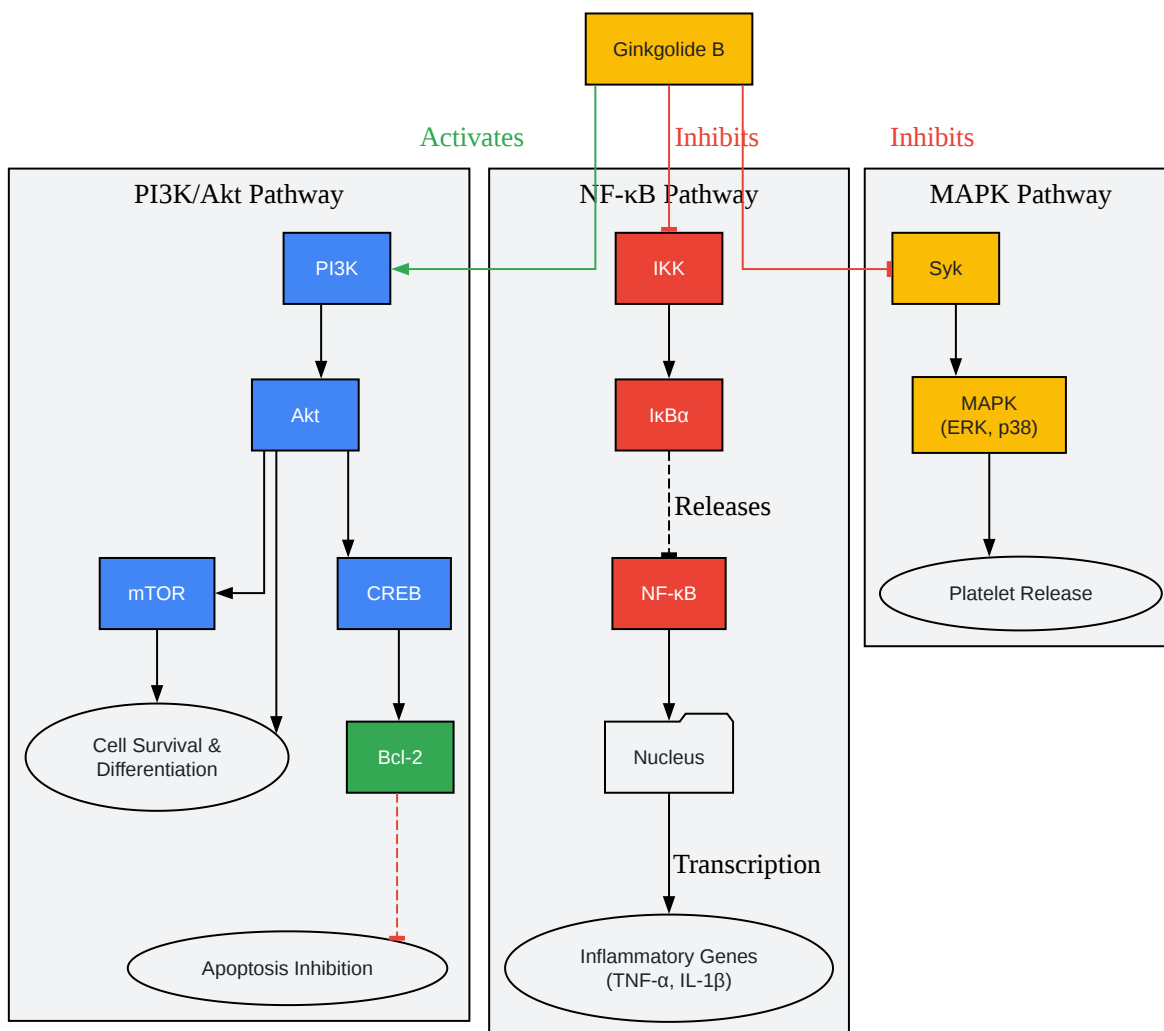 Ginkgolide B
Activates
Inhibits
Inhibits
PI3K/Akt Pathway
NF-κB Pathway
MAPK Pathway
PI3K
IKK
Syk
Akt
IκBα
MAPK
(ERK, p38)
Releases
mTOR
CREB
NF-κB
Platelet Release
Cell Survival &
Differentiation
Bcl-2
Nucleus
Transcription
Apoptosis Inhibition
Inflammatory Genes
(TNF-α, IL-1β)